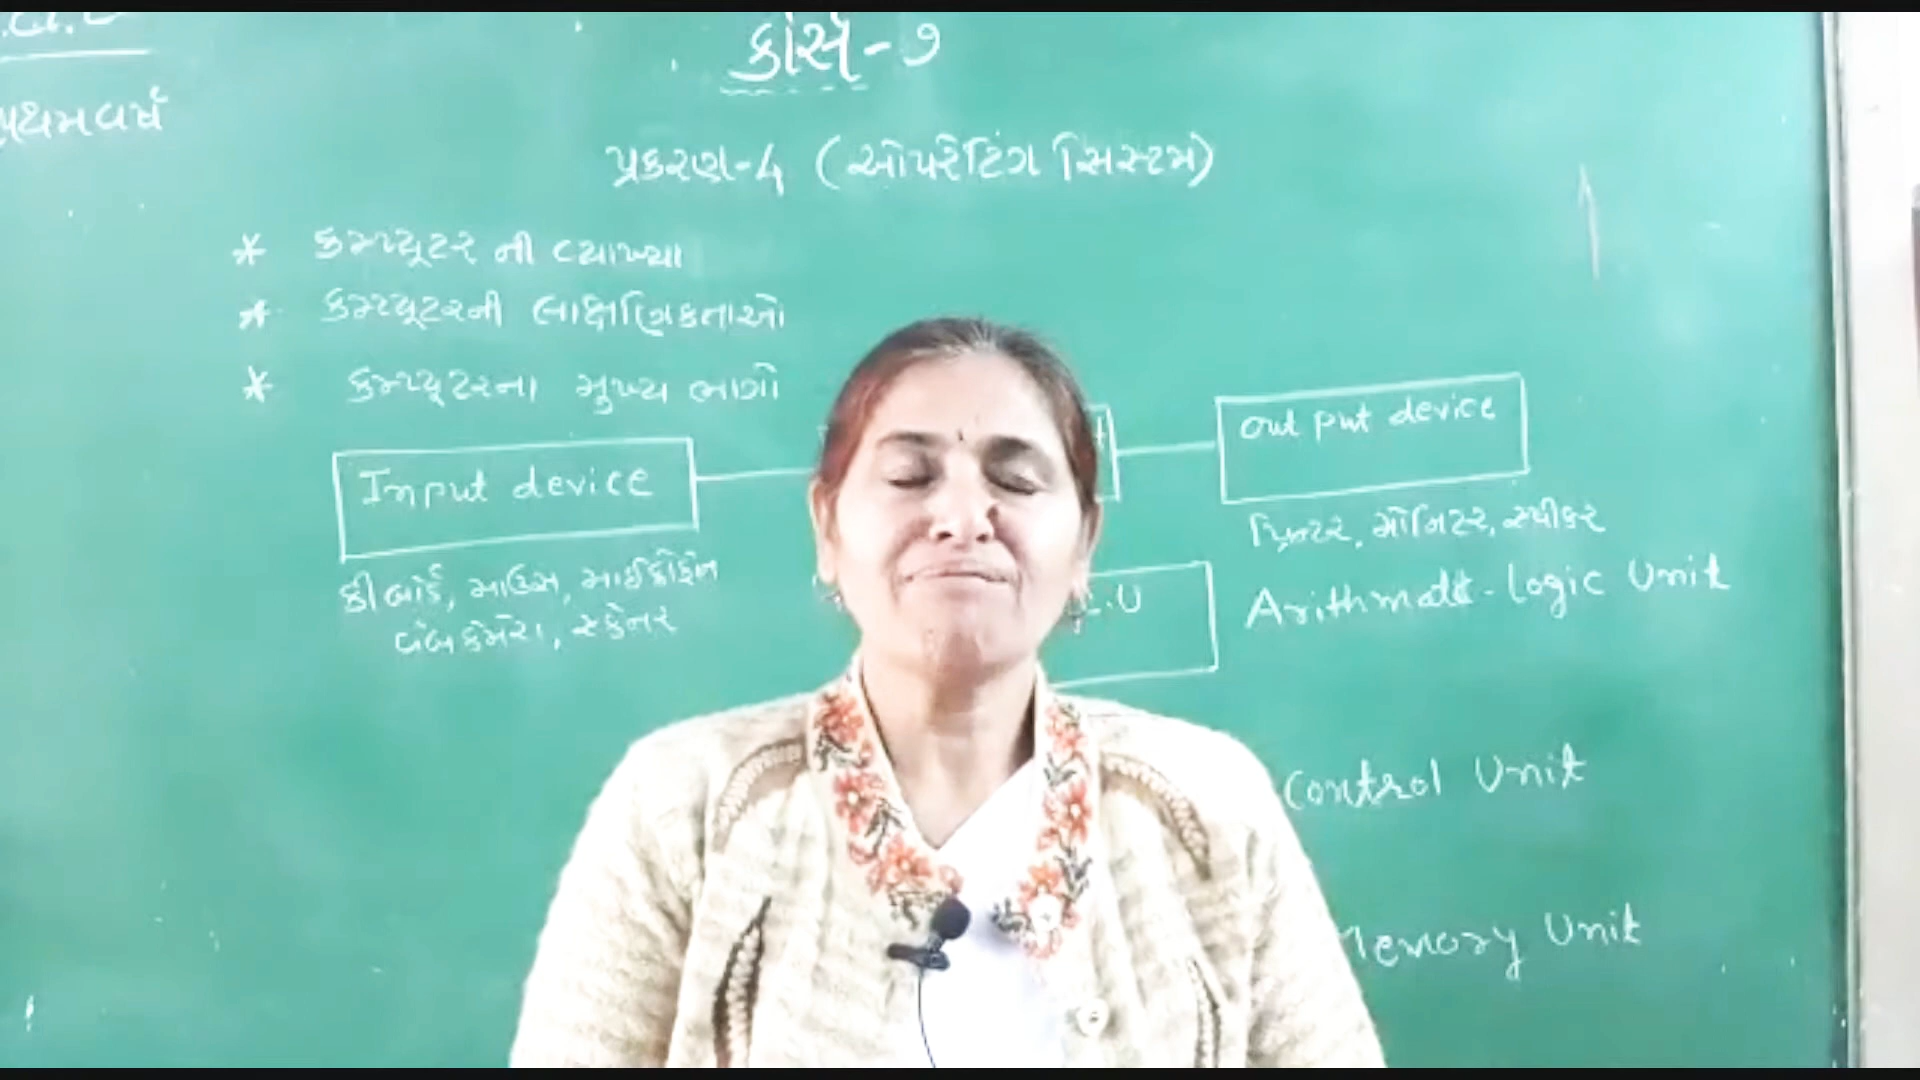 પ્રથમવર્ષ
કોર્સ-૭
પ્રકરણ-4 (ઓપરેટિંગ સિસ્ટમ)
* કમ્પ્યૂટર ની વ્યાખ્યા
* કમ્પ્યૂટરની લાક્ષણિકતાઓ
* કમ્પ્યૂટરના મુખ્ય ભાગો
Input device
Out put device
કીબોર્ડ, માઉસ, માઈક્રોફોન
વેબકેમેરા, સ્કેનર
પ્રિન્ટર, મોનિટર, સ્પીકર
Logic Unit
Control Unit
Memory Unit